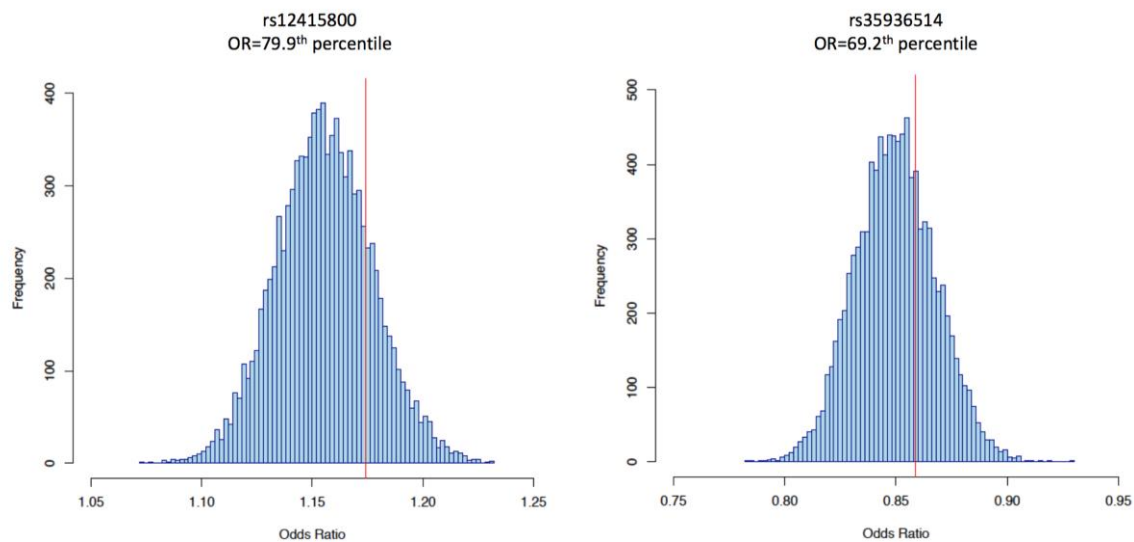 rs12415800
OR=79.9th percentile
Frequency
0
100
200
300
400
1.05
1.10
1.15
1.20
1.25
Odds Ratio
rs35936514
OR=69.2th percentile
Frequency
0
100
200
300
400
500
0.75
0.80
0.85
0.90
0.95
Odds Ratio